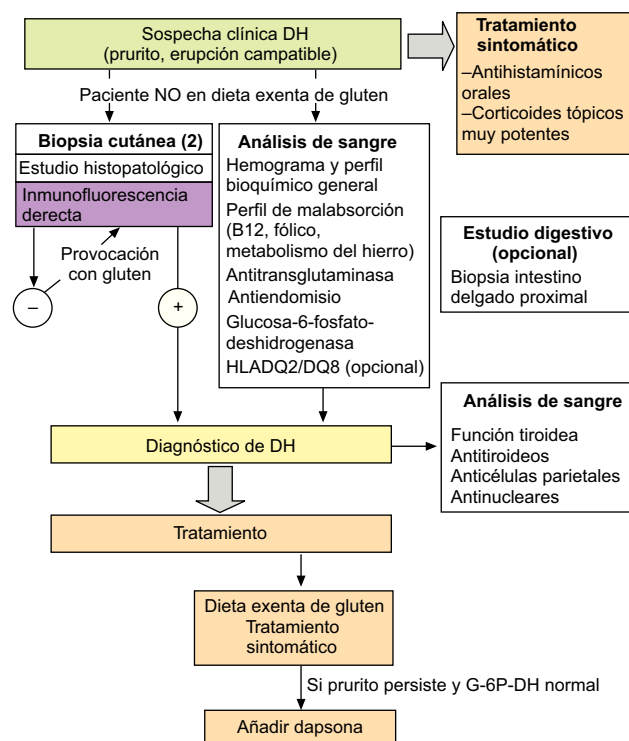 Sospecha clínica DH
(prurito, erupción campatible)
Tratamiento
sintomático
–Antihistamínicos
orales
–Corticoides tópicos
muy potentes
Paciente NO en dieta exenta de gluten
Biopsia cutánea (2)
Estudio histopatológico
Inmunofluorescencia
derecta
Provocación
con gluten
–
+
Análisis de sangre
Hemograma y perfil
bioquímico general
Perfil de malabsorción
(B12, fólico,
metabolismo del hierro)
Antitransglutaminasa
Antiendomisio
Glucosa-6-fosfato-
deshidrogenasa
HLADQ2/DQ8 (opcional)
Estudio digestivo
(opcional)
Biopsia intestino
delgado proximal
Diagnóstico de DH
Análisis de sangre
Función tiroidea
Antitiroideos
Anticélulas parietales
Antinucleares
Tratamiento
Dieta exenta de gluten
Tratamiento
sintomático
Si prurito persiste y G-6P-DH normal
Añadir dapsona